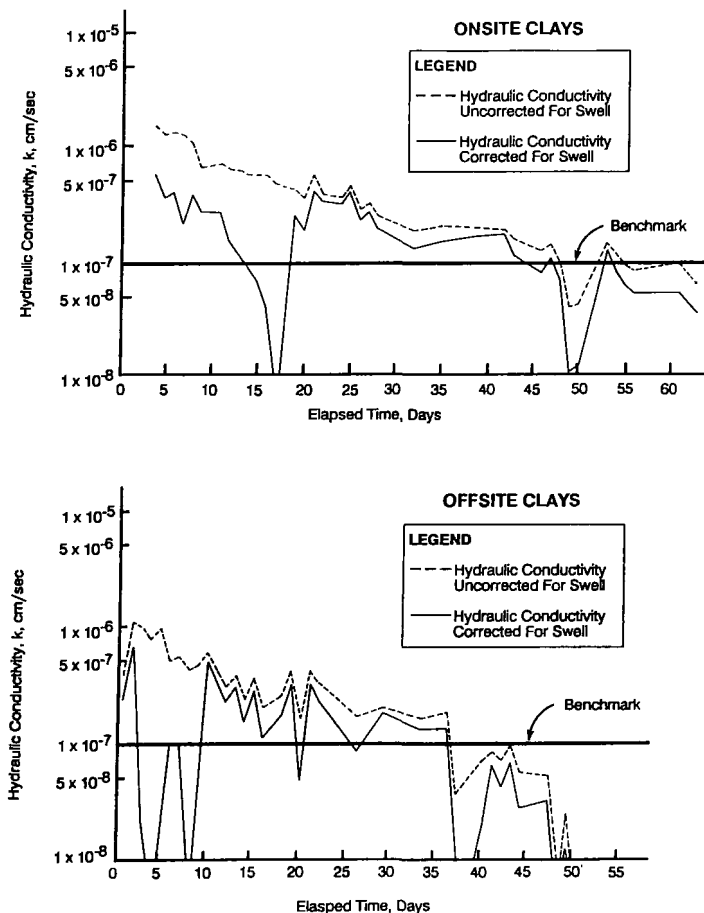 ONSITE CLAYS
LEGEND
Hydraulic Conductivity
Uncorrected For Swell
Hydraulic Conductivity
Corrected For Swell
Benchmark
Hydraulic Conductivity, k, cm/sec
1 x 10⁻⁵
5 x 10⁻⁶
1 x 10⁻⁶
5 x 10⁻⁷
1 x 10⁻⁷
5 x 10⁻⁸
1 x 10⁻⁸
0 5 10 15 20 25 30 35 40 45 50 55 60
Elapsed Time, Days
OFFSITE CLAYS
LEGEND
Hydraulic Conductivity
Uncorrected For Swell
Hydraulic Conductivity
Corrected For Swell
Benchmark
Hydraulic Conductivity, k, cm/sec
1 x 10⁻⁵
5 x 10⁻⁶
1 x 10⁻⁶
5 x 10⁻⁷
1 x 10⁻⁷
5 x 10⁻⁸
1 x 10⁻⁸
0 5 10 15 20 25 30 35 40 45 50 55
Elasped Time, Days